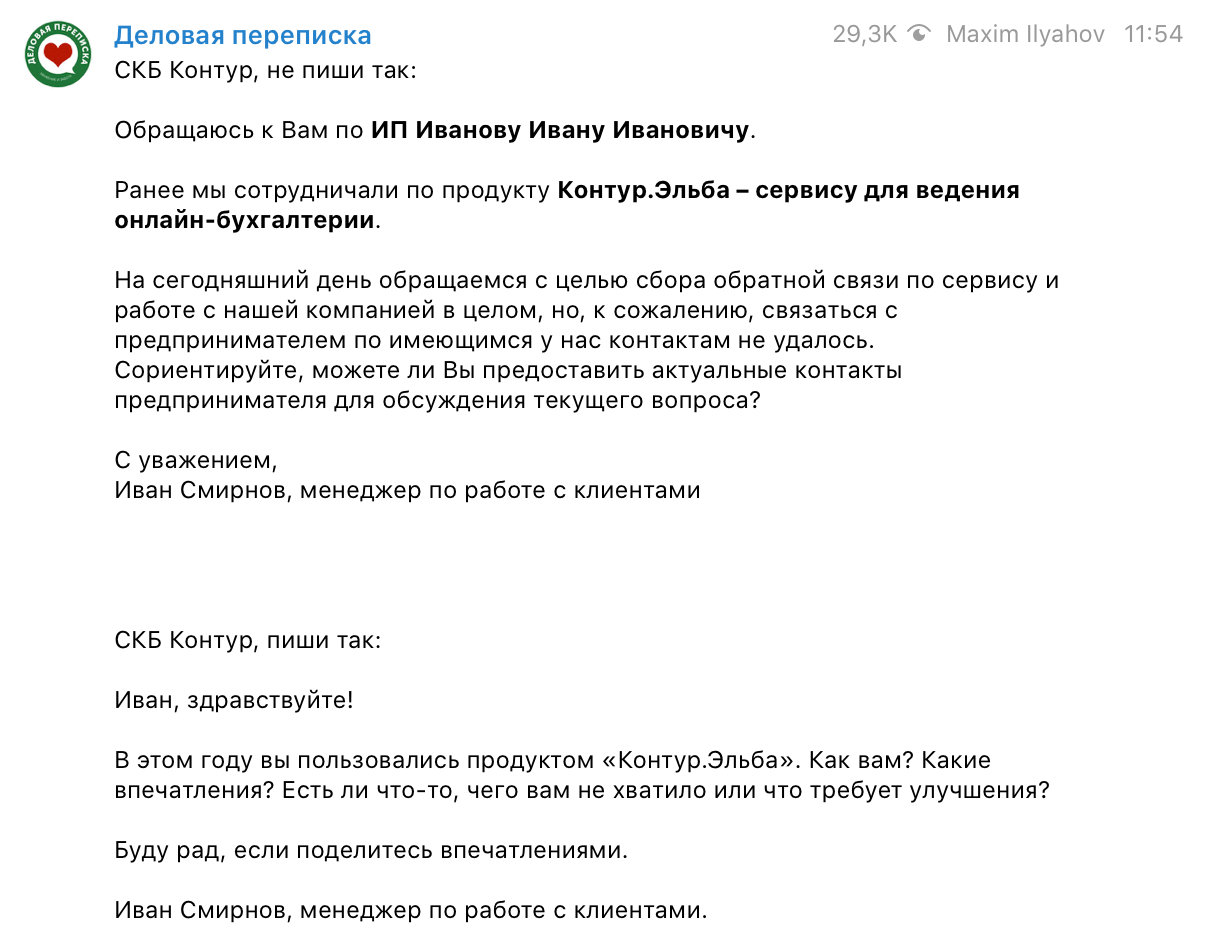 ДЕЛОВАЯ ПЕРЕПИСКА
Деловая переписка
29,3K Maxim Ilyahov 11:54
СКБ Контур, не пиши так:
Обращаюсь к Вам по ИП Иванову Ивану Ивановичу.
Ранее мы сотрудничали по продукту Контур.Эльба – сервису для ведения
онлайн-бухгалтерии.
На сегодняшний день обращаемся с целью сбора обратной связи по сервису и
работе с нашей компанией в целом, но, к сожалению, связаться с
предпринимателем по имеющимся у нас контактам не удалось.
Сориентируйте, можете ли Вы предоставить актуальные контакты
предпринимателя для обсуждения текущего вопроса?
С уважением,
Иван Смирнов, менеджер по работе с клиентами
СКБ Контур, пиши так:
Иван, здравствуйте!
В этом году вы пользовались продуктом «Контур.Эльба». Как вам? Какие
впечатления? Есть ли что-то, чего вам не хватило или что требует улучшения?
Буду рад, если поделитесь впечатлениями.
Иван Смирнов, менеджер по работе с клиентами.